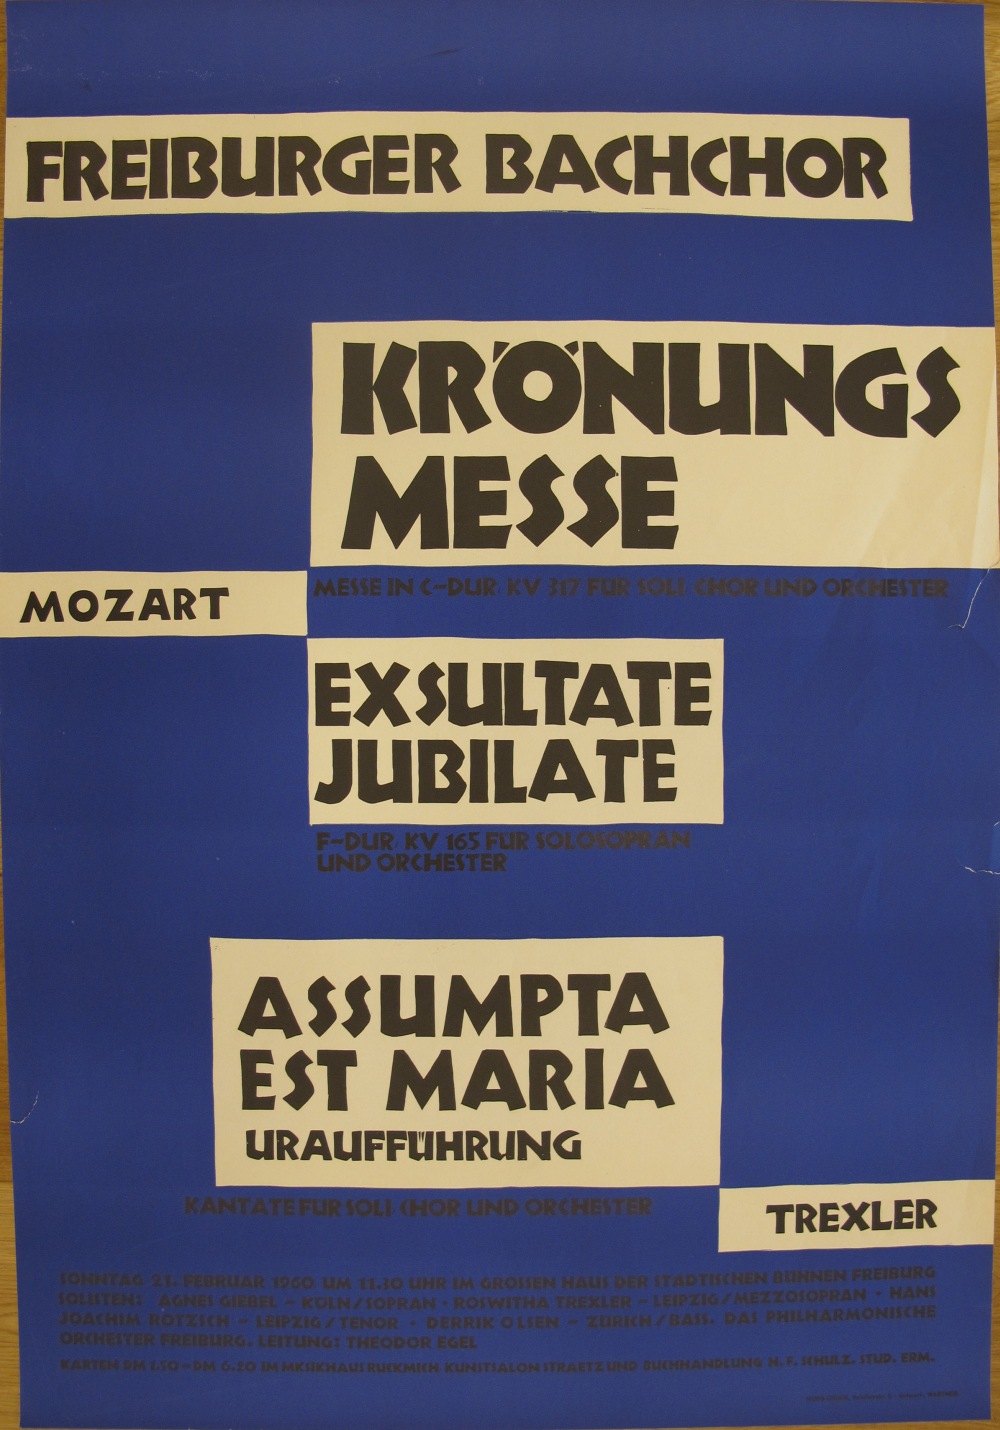 FREIBURGER BACHCHOR
KRÖNUNGS
MESSE
MOZART
MESSE IN C-DUR KV 317 FÜR SOLI CHOR UND ORCHESTER
EXSULTATE
JUBILATE
F-DUR KV 165 FÜR SOLOSOPRAN
UND ORCHESTER
ASSUMPTA
EST MARIA
URAUFFÜHRUNG
KANTATE FÜR SOLI CHOR UND ORCHESTER
TREXLER
SONNTAG 21. FEBRUAR 1960 UM 11.30 UHR IM GROSSEN HAUS DER STÄDTISCHEN BÜHNEN FREIBURG
SOLISTEN: AGNES GIEBEL – KÖLN/SOPRAN · ROSWITHA TREXLER – LEIPZIG/MEZZOSOPRAN · HANS
JOACHIM ROTZSCH – LEIPZIG/TENOR · DERRIK OLSEN – ZÜRICH/BASS. DAS PHILHARMONISCHE
ORCHESTER FREIBURG. LEITUNG: THEODOR EGEL
KARTEN DM 1.50 – DM 6.20 IM MUSIKHAUS RUCKMICH KUNSTSALON STRAETZ UND BUCHHANDLUNG H. F. SCHULZ. STUD. ERM.